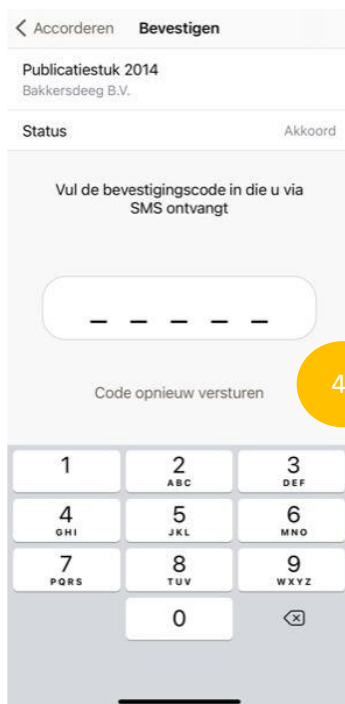 Accorderen Bevestigen
Publicatiestuk 2014
Bakkersdeeg B.V.
Status Akkoord
Vul de bevestigingscode in die u via
SMS ontvangt
Code opnieuw versturen
4
1 2 3
ABC DEF
4 5 6
GHI JKL MNO
7 8 9
PQRS TUV WXYZ
0